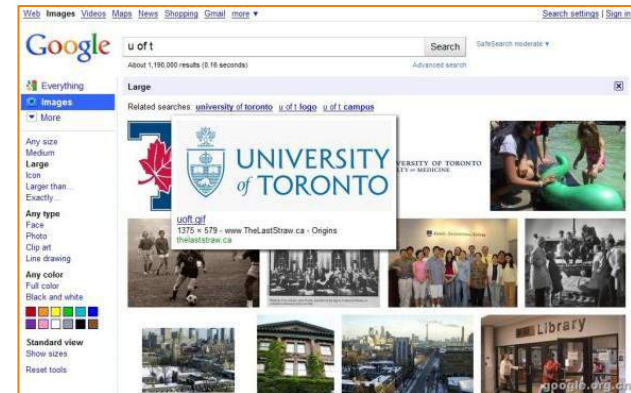 Web Images Videos Maps News Shopping Gmail more ▼
Search settings | Sign in
Google
u of t
Search
SafeSearch moderate ▼
About 1,190,000 results (0.16 seconds)
Advanced search
Everything
Images
More
Any size
Medium
Large
Icon
Larger than...
Exactly...
Any type
Face
Photo
Clip art
Line drawing
Any color
Full color
Black and white
Standard view
Show sizes
Reset tools
Large
Related searches: university of toronto u of t logo u of t campus
UNIVERSITY
of TORONTO
uoft.gif
1375 × 579 - www.TheLastStraw.ca - Origins
thelaststraw.ca
VERSITY OF TORONTO
LTY OF MEDICINE
Library
google.org.cn